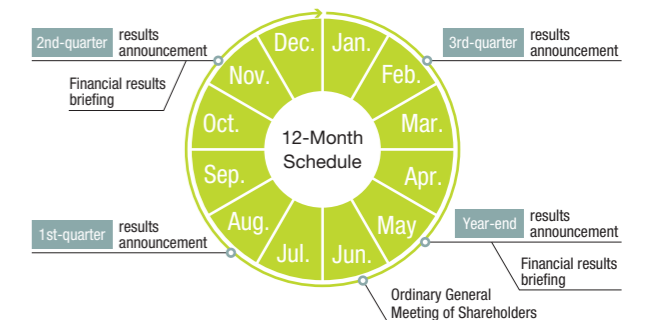 2nd-quarter
results
announcement
Financial results
briefing
3rd-quarter
results
announcement
Dec.
Jan.
Nov.
Feb.
Oct.
Mar.
12-Month
Schedule
Sep.
Apr.
Aug.
May
Jul.
Jun.
1st-quarter
results
announcement
Year-end
results
announcement
Financial results
briefing
Ordinary General
Meeting of Shareholders